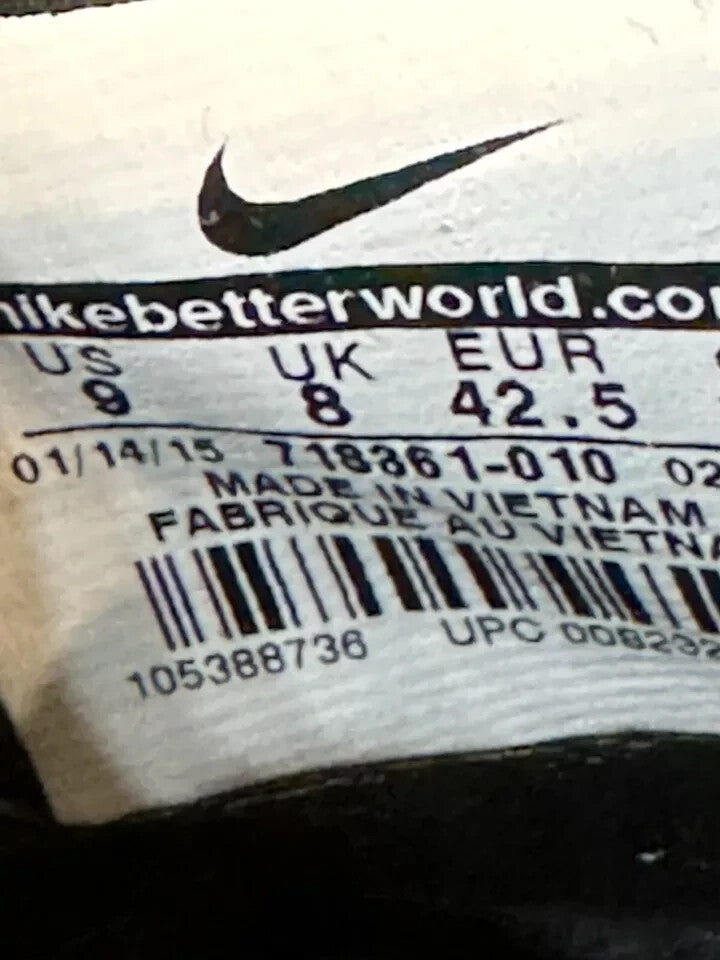 nikebetterworld.co
US UK EUR
9 8 42.5
01/14/15 718361-010 02
MADE IN VIETNAM
FABRIQUE AU VIETNA
105388736 UPC 008232